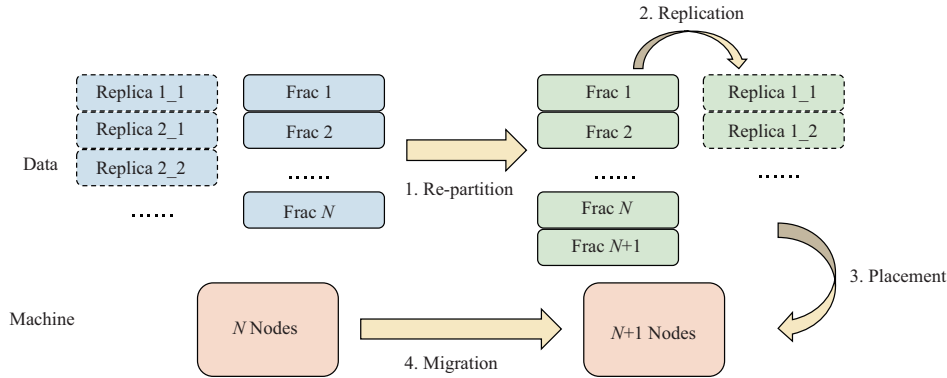 2. Replication
Replica 1_1
Frac 1
Frac 1
Replica 1_1
Replica 2_1
Frac 2
Frac 2
Replica 1_2
Data
Replica 2_2
......
......
......
1. Re-partition
......
Frac N
Frac N
Frac N+1
3. Placement
Machine
N Nodes
N+1 Nodes
4. Migration